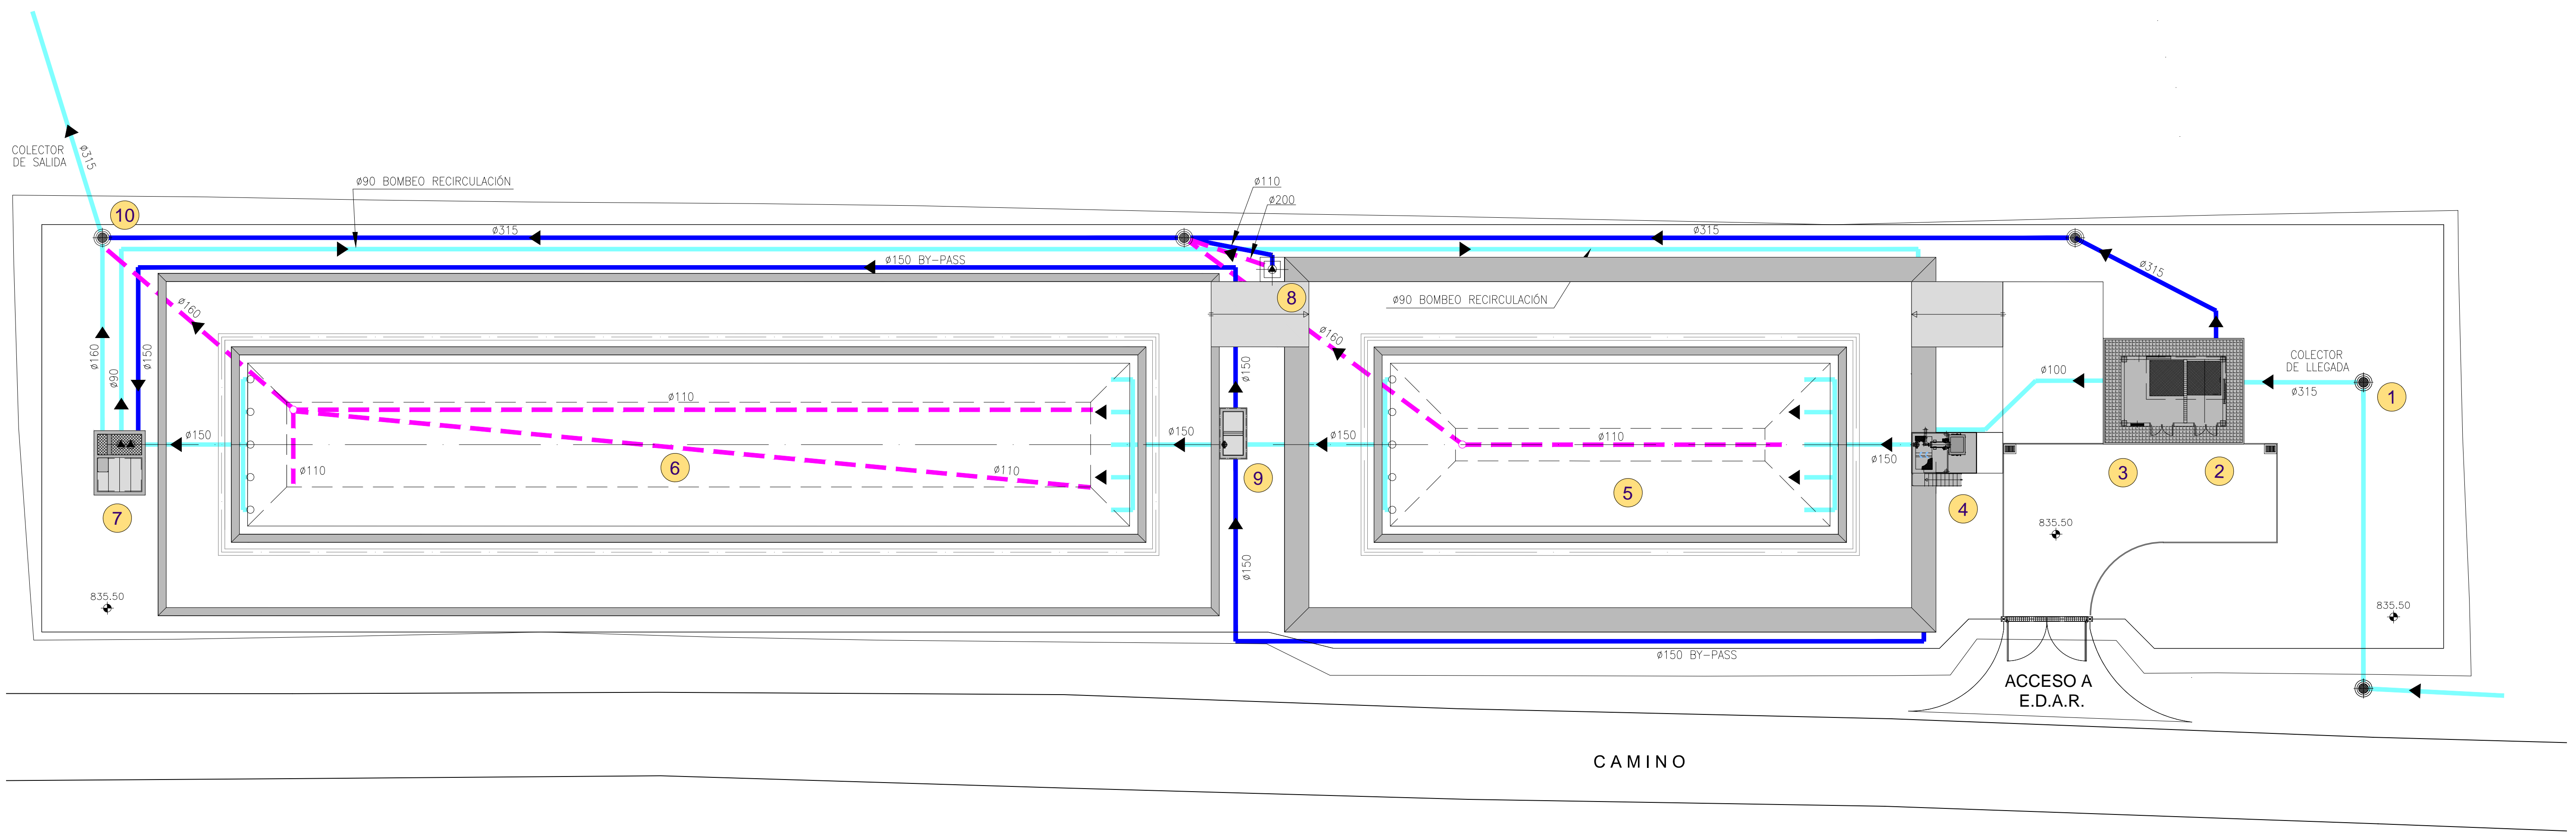 COLECTOR
DE SALIDA
ø315
ø90 BOMBEO RECIRCULACIÓN
ø110
ø200
10
ø315
ø315
ø150 BY-PASS
ø315
8
ø90 BOMBEO RECIRCULACIÓN
ø160
ø160
ø160
ø90
ø150
ø150
ø100
COLECTOR
DE LLEGADA
ø315
1
ø110
ø150
ø150
ø150
ø110
ø150
ø110
6
ø110
9
5
3
2
7
4
835.50
ø150
835.50
835.50
ø150 BY-PASS
ACCESO A
E.D.A.R.
CAMINO